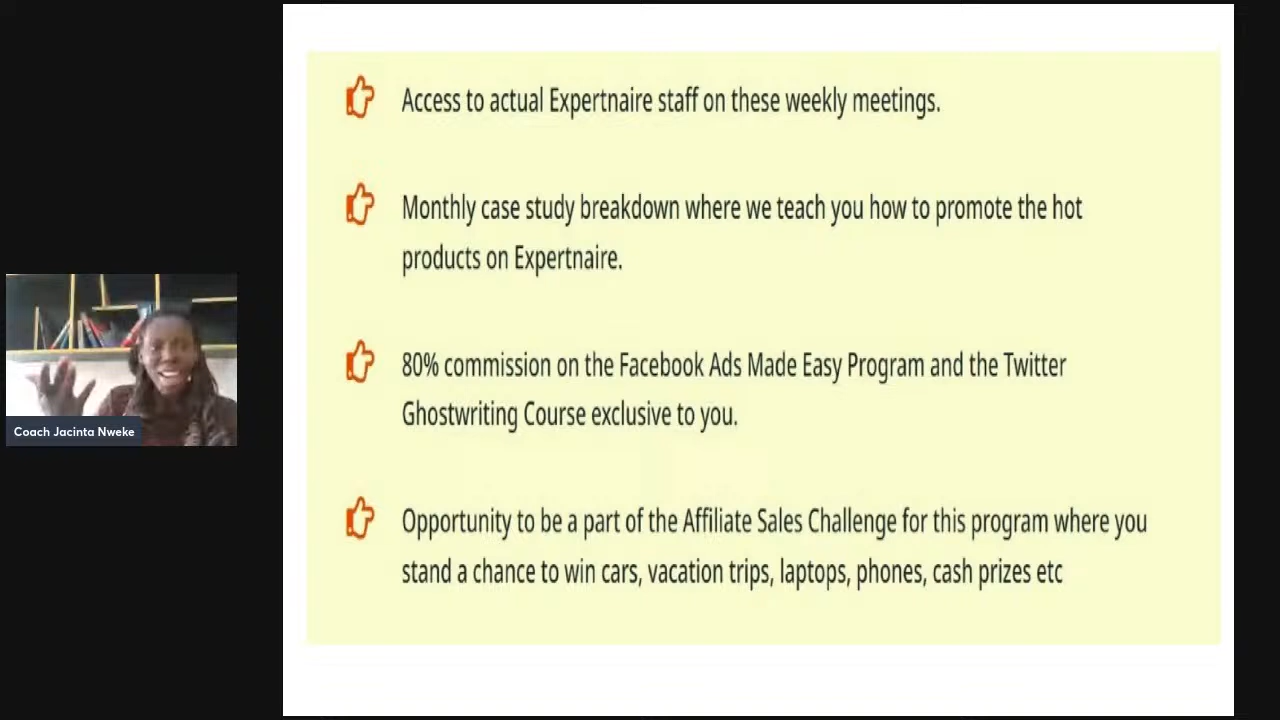 Access to actual Expertnaire staff on these weekly meetings.
Monthly case study breakdown where we teach you how to promote the hot
products on Expertnaire.
80% commission on the Facebook Ads Made Easy Program and the Twitter
Ghostwriting Course exclusive to you.
Opportunity to be a part of the Affiliate Sales Challenge for this program where you
stand a chance to win cars, vacation trips, laptops, phones, cash prizes etc
Coach Jacinta Nweke